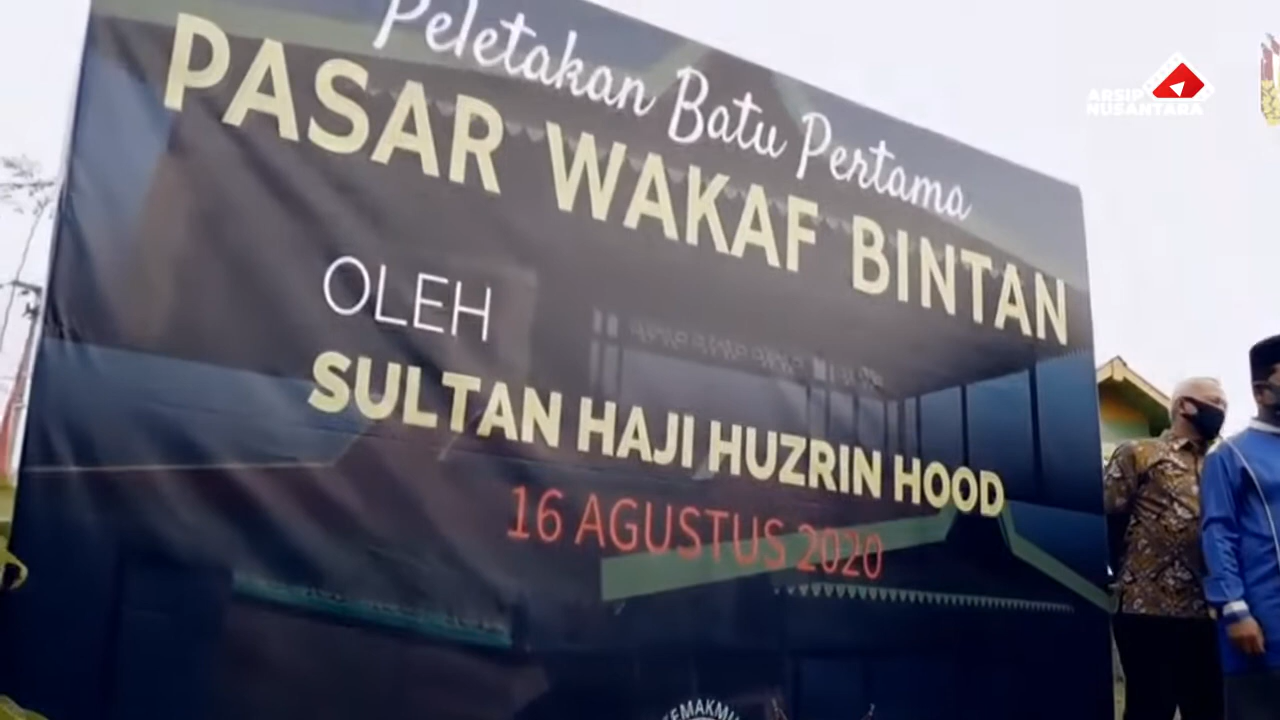 Peletakan Batu Pertama
PASAR WAKAF BINTAN
OLEH
SULTAN HAJI HUZRIN HOOD
16 AGUSTUS 2020
ARSIP
NUSANTARA